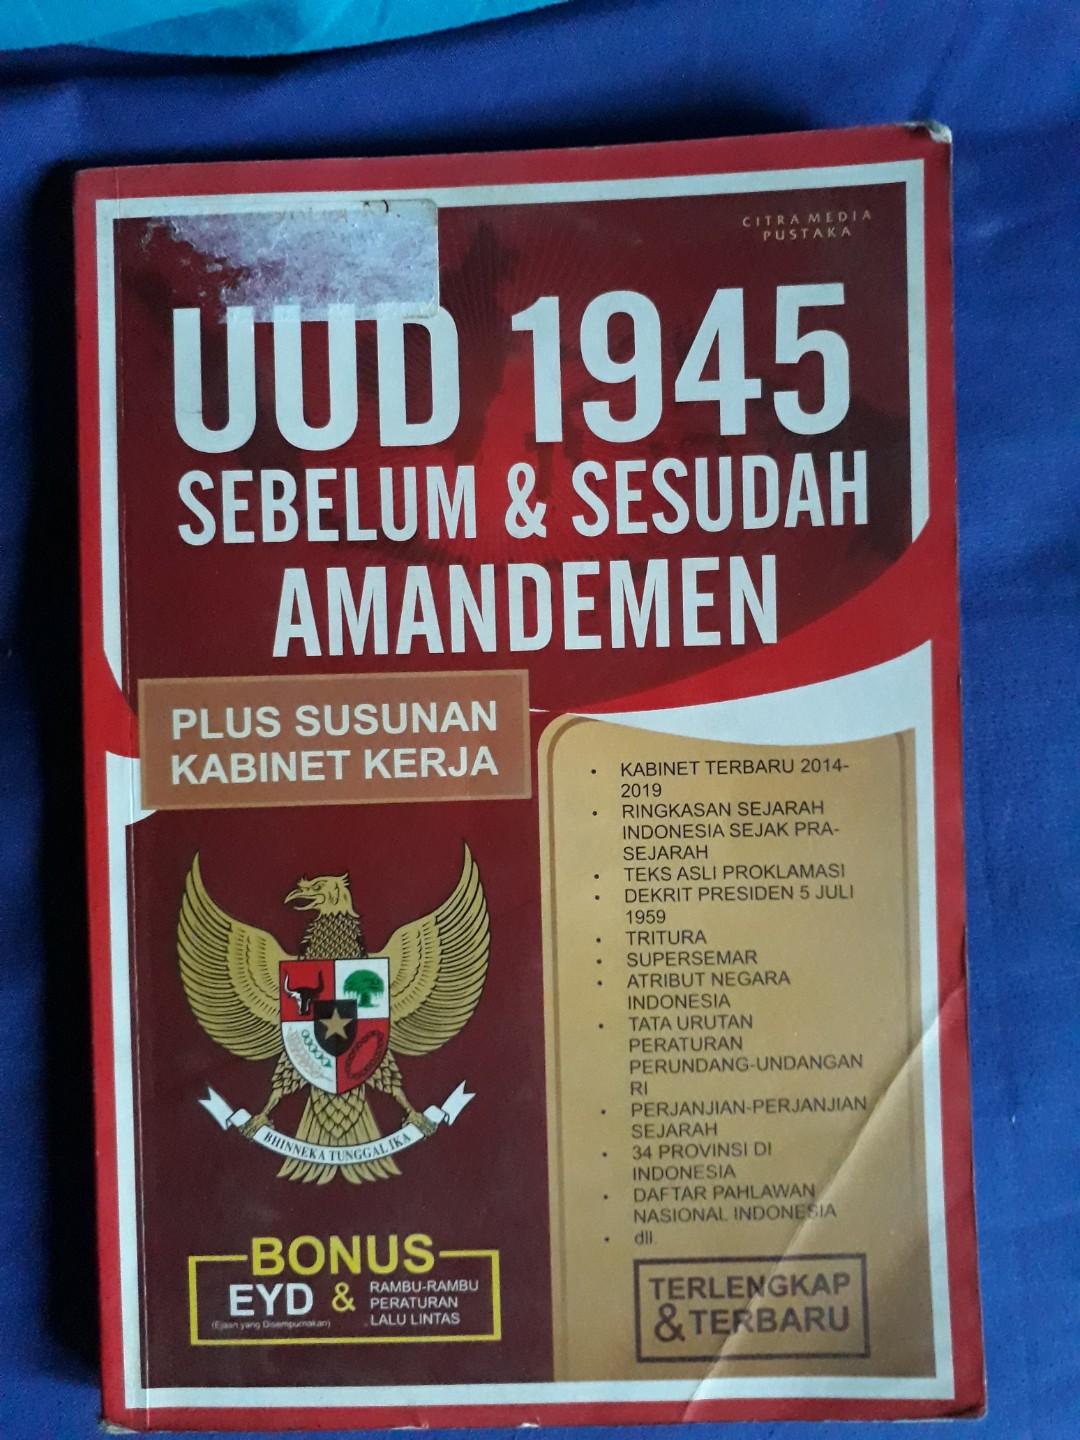 CITRA MEDIA
PUSTAKA
UUD 1945
SEBELUM & SESUDAH
AMANDEMEN
PLUS SUSUNAN
KABINET KERJA
• KABINET TERBARU 2014-
2019
• RINGKASAN SEJARAH
INDONESIA SEJAK PRA-
SEJARAH
• TEKS ASLI PROKLAMASI
• DEKRIT PRESIDEN 5 JULI
1959
• TRITURA
• SUPERSEMAR
• ATRIBUT NEGARA
INDONESIA
• TATA URUTAN
PERATURAN
PERUNDANG-UNDANGAN
RI
• PERJANJIAN-PERJANJIAN
SEJARAH
• 34 PROVINSI DI
INDONESIA
• DAFTAR PAHLAWAN
NASIONAL INDONESIA
• dll.
BHINNEKA TUNGGAL IKA
BONUS
EYD & RAMBU-RAMBU
PERATURAN
LALU LINTAS
(Ejaan yang Disempurnakan)
TERLENGKAP
& TERBARU